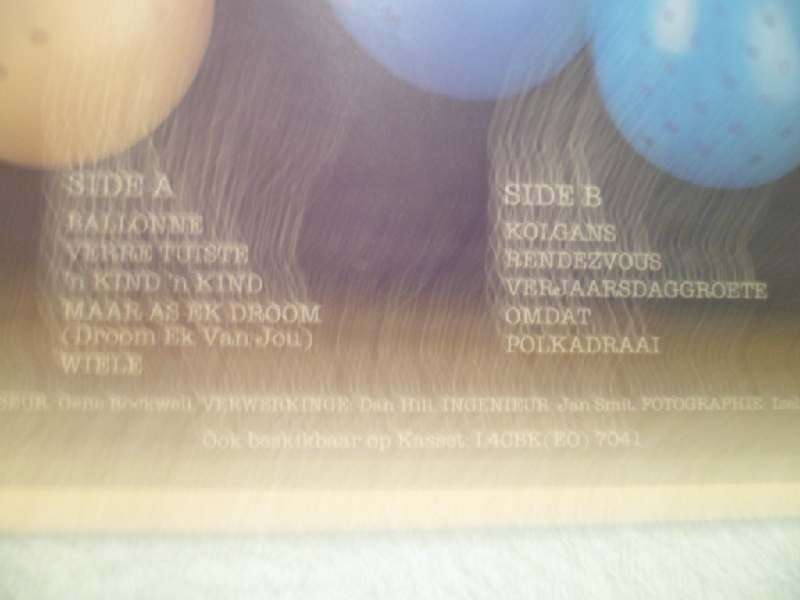 SIDE A
BALLONNE
VERRE TUISTE
'n KIND 'n KIND
MAAR AS EK DROOM
(Droom Ek Van Jou)
WIELE
SIDE B
KOLGANS
RENDEZVOUS
VERJAARSDAGGROETE
OMDAT
POLKADRAAI
Gene Rockwell, VERWERKINGE: Dan Hill, INGENIEUR: Jan Smit, FOTOGRAPHIE:
Ook beskikbaar op Kasset: L4CBK(EO) 7041